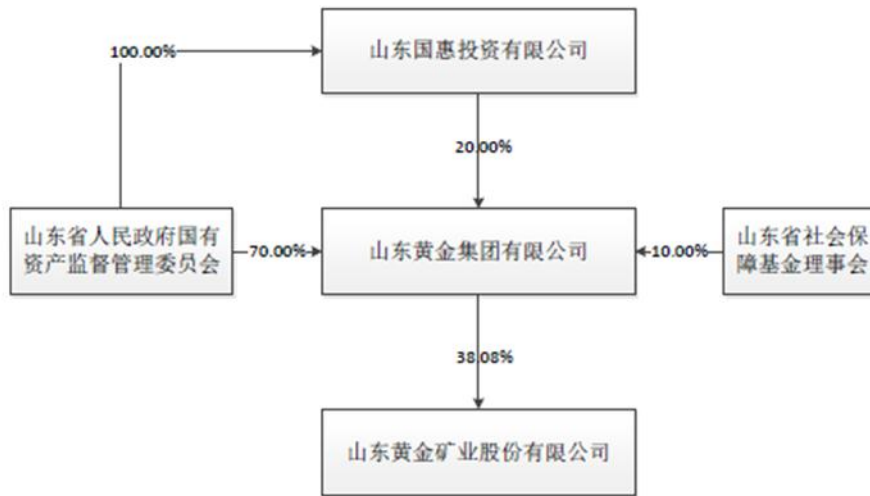 山东国惠投资有限公司
100.00%
20.00%
山东省人民政府国有
资产监督管理委员会
70.00%
山东黄金集团有限公司
10.00%
山东省社会保
障基金理事会
38.08%
山东黄金矿业股份有限公司